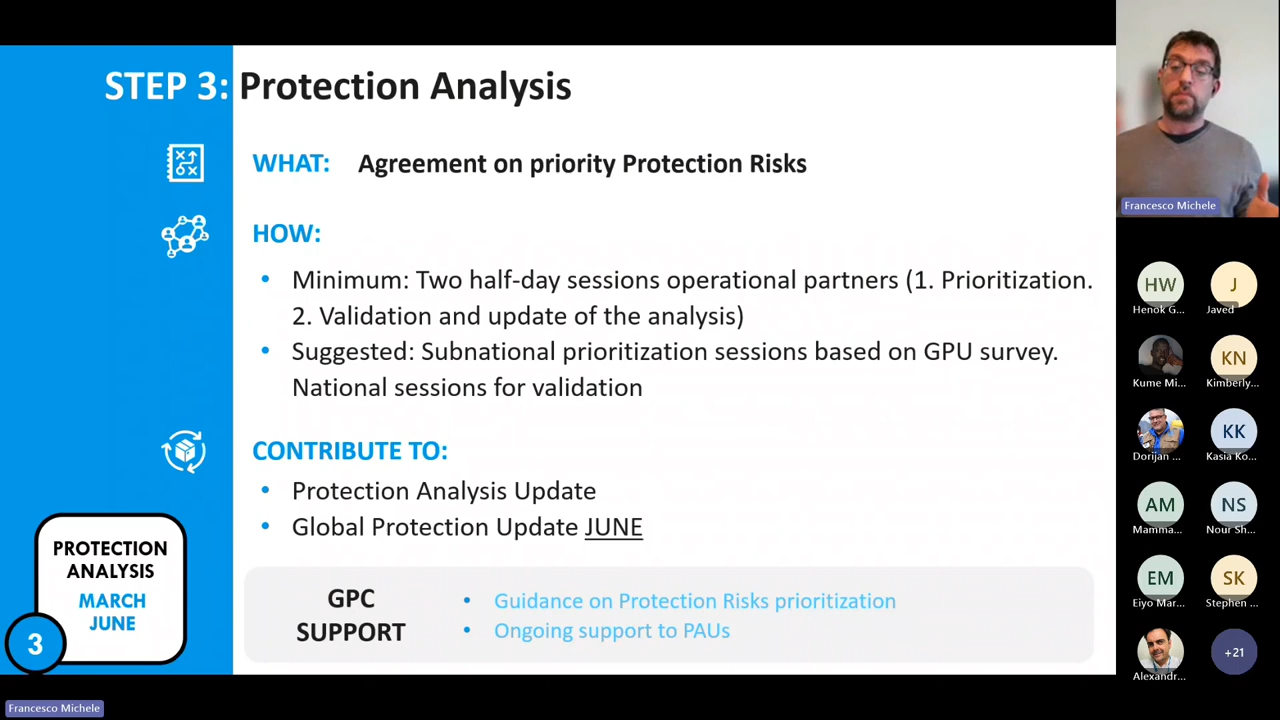 STEP 3: Protection Analysis
WHAT: Agreement on priority Protection Risks
HOW:
• Minimum: Two half-day sessions operational partners (1. Prioritization.
2. Validation and update of the analysis)
• Suggested: Subnational prioritization sessions based on GPU survey.
National sessions for validation
CONTRIBUTE TO:
• Protection Analysis Update
• Global Protection Update JUNE
PROTECTION
ANALYSIS
MARCH
JUNE
3
GPC
SUPPORT
• Guidance on Protection Risks prioritization
• Ongoing support to PAUs
Francesco Michele
Francesco Michele
HW
Henok G...
J
Javed
Kume Mi...
KN
Kimberly...
Dorijan ...
KK
Kasia Ko...
AM
Mamma...
NS
Nour Sh...
EM
Eiyo Mar...
SK
Stephen ...
Alexandr...
+21